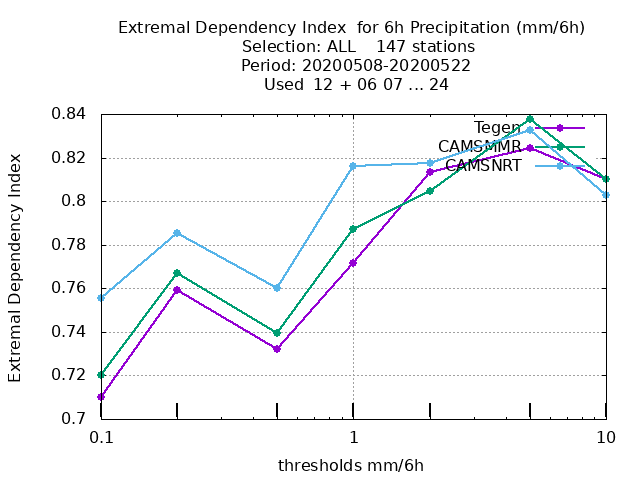 Extremal Dependency Index  for 6h Precipitation (mm/6h)
Selection: ALL    147 stations
Period: 20200508-20200522
Used  12 + 06 07 ... 24
0.84
0.82
0.8
0.78
0.76
0.74
0.72
0.7
0.1
1
10
Extremal Dependency Index
thresholds mm/6h
Tegen
CAMSMMR
CAMSNRT